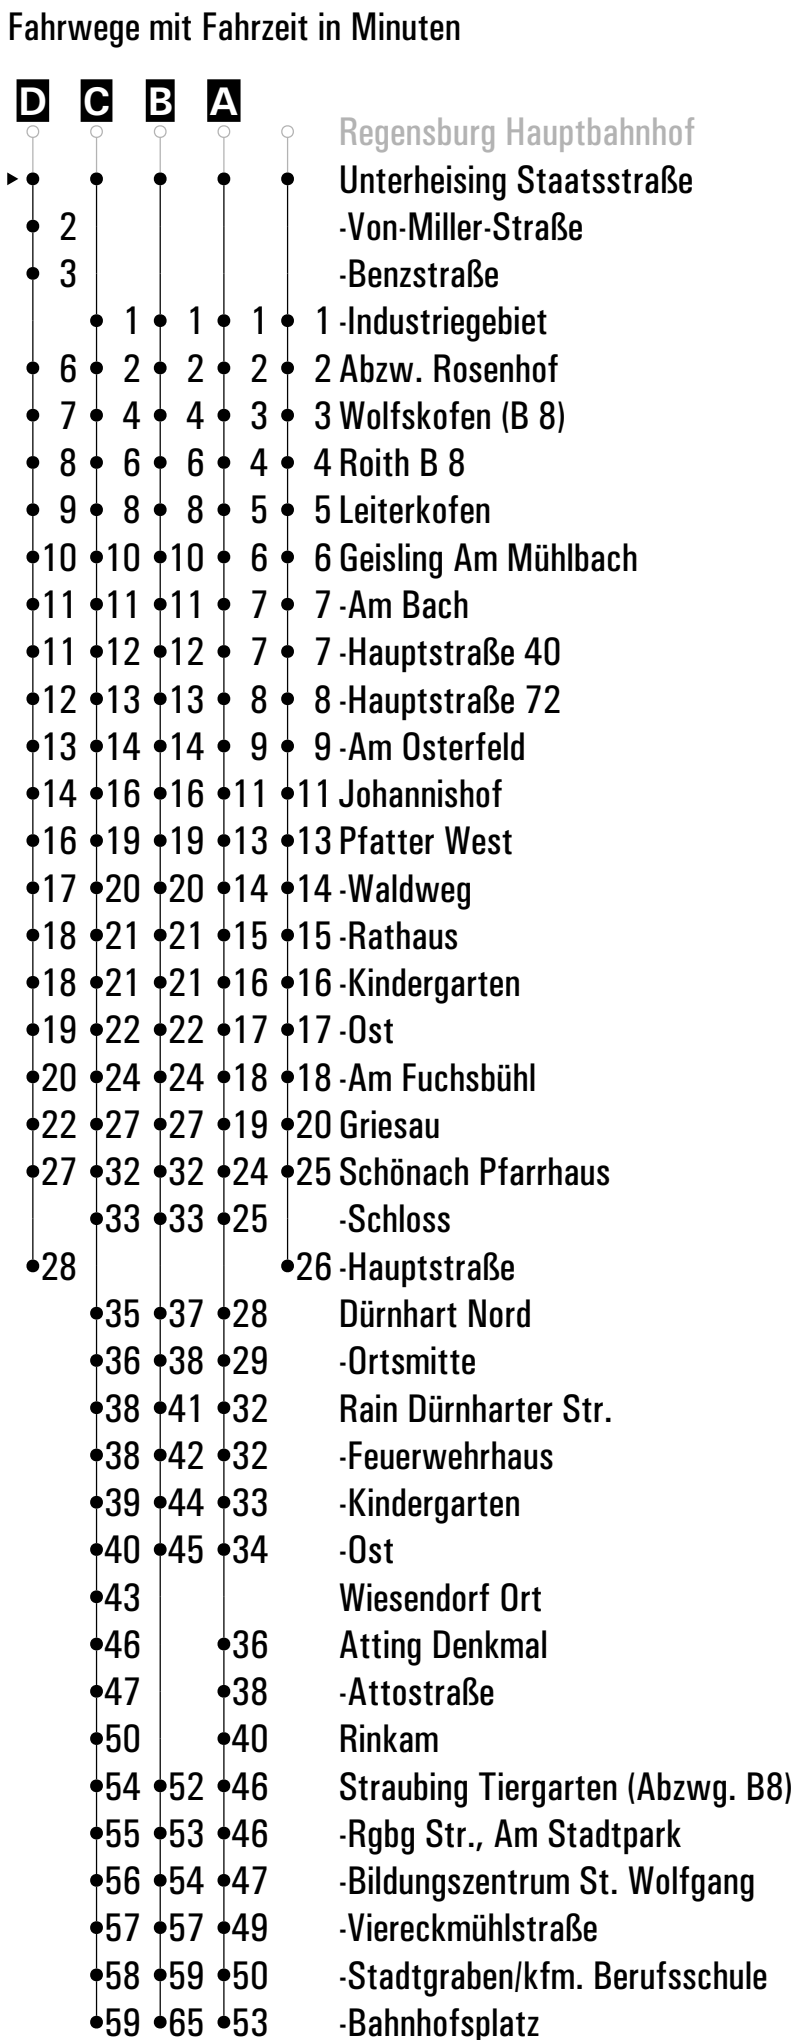 Fahrwege mit Fahrzeit in Minuten
D C B A
Regensburg Hauptbahnhof
Unterheising Staatsstraße
2 -Von-Miller-Straße
3 -Benzstraße
1 1 1 1 -Industriegebiet
6 2 2 2 2 Abzw. Rosenhof
7 4 4 3 3 Wolfskofen (B 8)
8 6 6 4 4 Roith B 8
9 8 8 5 5 Leiterkofen
10 10 10 6 6 Geisling Am Mühlbach
11 11 11 7 7 -Am Bach
11 12 12 7 7 -Hauptstraße 40
12 13 13 8 8 -Hauptstraße 72
13 14 14 9 9 -Am Osterfeld
14 16 16 11 11 Johannishof
16 19 19 13 13 Pfatter West
17 20 20 14 14 -Waldweg
18 21 21 15 15 -Rathaus
18 21 21 16 16 -Kindergarten
19 22 22 17 17 -Ost
20 24 24 18 18 -Am Fuchsbühl
22 27 27 19 20 Griesau
27 32 32 24 25 Schönach Pfarrhaus
33 33 25 -Schloss
28 26 -Hauptstraße
35 37 28 Dürnhart Nord
36 38 29 -Ortsmitte
38 41 32 Rain Dürnharter Str.
38 42 32 -Feuerwehrhaus
39 44 33 -Kindergarten
40 45 34 -Ost
43 Wiesendorf Ort
46 36 Atting Denkmal
47 38 -Attostraße
50 40 Rinkam
54 52 46 Straubing Tiergarten (Abzwg. B8)
55 53 46 -Rgbg Str., Am Stadtpark
56 54 47 -Bildungszentrum St. Wolfgang
57 57 49 -Viereckmühlstraße
58 59 50 -Stadtgraben/kfm. Berufsschule
59 65 53 -Bahnhofsplatz